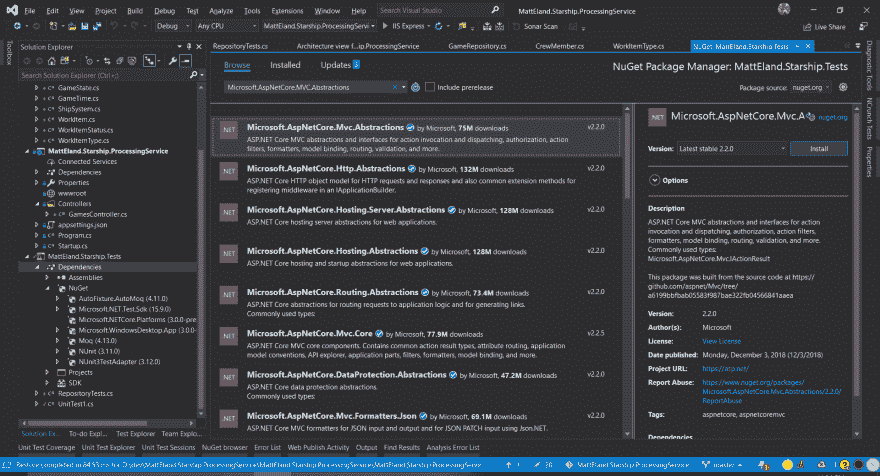 File Edit View Project Build Debug Test Analyze Tools Extensions Window Help Search Visual Studio MattEland.Starship.ProcessingService
Debug Any CPU MattEland.Starship.ProcessingService IIS Express Sonar Scan Live Share
Toolbox
Solution Explorer
Search Solution Explorer (Ctrl+;)
GameState.cs
GameTime.cs
ShipSystem.cs
WorkItem.cs
WorkItemStatus.cs
WorkItemType.cs
MattEland.Starship.ProcessingService
Connected Services
Dependencies
Properties
wwwroot
Controllers
GamesController.cs
appsettings.json
Program.cs
Startup.cs
MattEland.Starship.Tests
Dependencies
Assemblies
NuGet
AutoFixture.AutoMoq (4.11.0)
Microsoft.NET.Test.Sdk (15.9.0)
Microsoft.NETCore.Platforms (3.0.0-pre
Microsoft.WindowsDesktop.App (3.0.0-
Moq (4.13.0)
NUnit (3.11.0)
NUnit3TestAdapter (3.12.0)
Projects
SDK
RepositoryTests.cs
UnitTest1.cs
Solution Ex... To-do Expl... Test Explorer Team Explo...
RepositoryTests.cs Architecture view f...ip.ProcessingService GameRepository.cs CrewMember.cs WorkItemType.cs NuGet: MattEland.Starship.Tests
Browse Installed Updates 3
NuGet Package Manager: MattEland.Starship.Tests
Microsoft.AspNetCore.MVC.Abstractions Include prerelease
Package source: nuget.org
.NET Microsoft.AspNetCore.Mvc.Abstractions by Microsoft, 75M downloads v2.2.0
ASP.NET Core MVC abstractions and interfaces for action invocation and dispatching, authorization, action
filters, formatters, model binding, routing, validation, and more.
.NET Microsoft.AspNetCore.Http.Abstractions by Microsoft, 132M downloads v2.2.0
ASP.NET Core HTTP object model for HTTP requests and responses and also common extension methods for
registering middleware in an IApplicationBuilder.
.NET Microsoft.AspNetCore.Hosting.Server.Abstractions by Microsoft, 128M downloads v2.2.0
ASP.NET Core hosting server abstractions for web applications.
.NET Microsoft.AspNetCore.Hosting.Abstractions by Microsoft, 128M downloads v2.2.0
ASP.NET Core hosting and startup abstractions for web applications.
.NET Microsoft.AspNetCore.Routing.Abstractions by Microsoft, 73.4M downloads v2.2.0
ASP.NET Core abstractions for routing requests to application logic and for generating links.
Commonly used types:
.NET Microsoft.AspNetCore.Mvc.Core by Microsoft, 77.9M downloads v2.2.5
ASP.NET Core MVC core components. Contains common action result types, attribute routing, application
model conventions, API explorer, application parts, filters, formatters, model binding, and more.
.NET Microsoft.AspNetCore.DataProtection.Abstractions by Microsoft, 47.2M downloads v2.2.0
ASP.NET Core data protection abstractions.
Commonly used types:
.NET Microsoft.AspNetCore.Mvc.Formatters.Json by Microsoft, 69.1M downloads v2.2.0
ASP.NET Core MVC formatters for JSON input and output and for JSON PATCH input using Json.NET.
.NET Microsoft.AspNetCore.Mvc.A nuget.org
Version: Latest stable 2.2.0 Install
Options
Description
ASP.NET Core MVC abstractions and interfaces for action
invocation and dispatching, authorization, action filters,
formatters, model binding, routing, validation, and more.
Commonly used types:
Microsoft.AspNetCore.Mvc.IActionResult
This package was built from the source code at https://
github.com/aspnet/Mvc/tree/
a6199bbfbab05583f987bae322fb04566841aaea
Version: 2.2.0
Author(s): Microsoft
License: View License
Date published: Monday, December 3, 2018 (12/3/2018)
Project URL: https://asp.net/
Report Abuse: https://www.nuget.org/packages/
Microsoft.AspNetCore.Mvc.Abstractions/2.2.0/
ReportAbuse
Tags: aspnetcore, aspnetcoremvc
Dependencies
Diagnostic Tools NCrunch Tests Properties
Unit Test Coverage Unit Test Explorer Unit Test Sessions NuGet browser Error List Web Publish Activity Output Find Results Analysis Error List
MattEland.Starship.ProcessingService master